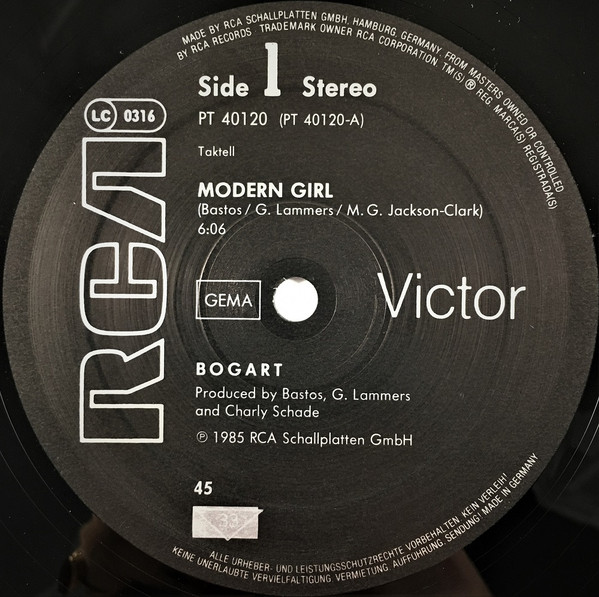 MADE BY RCA SCHALLPLATTEN GMBH, HAMBURG, GERMANY, FROM MASTERS OWNED OR CONTROLLED
BY RCA RECORDS TRADEMARK OWNER RCA CORPORATION TM(S) ® REG. MARCA(S) REGISTRADA(S)
Side 1 Stereo
LC 0316
PT 40120 (PT 40120-A)
Taktell
MODERN GIRL
(Bastos / G. Lammers / M. G. Jackson-Clark)
6:06
RCA
GEMA
Victor
BOGART
Produced by Bastos, G. Lammers
and Charly Schade
℗ 1985 RCA Schallplatten GmbH
45
33
ALLE URHEBER- UND LEISTUNGSSCHUTZRECHTE VORBEHALTEN. KEIN VERLEIH!
KEINE UNERLAUBTE VERVIELFALTIGUNG, VERMIETUNG, AUFFUHRUNG, SENDUNG! MADE IN GERMANY